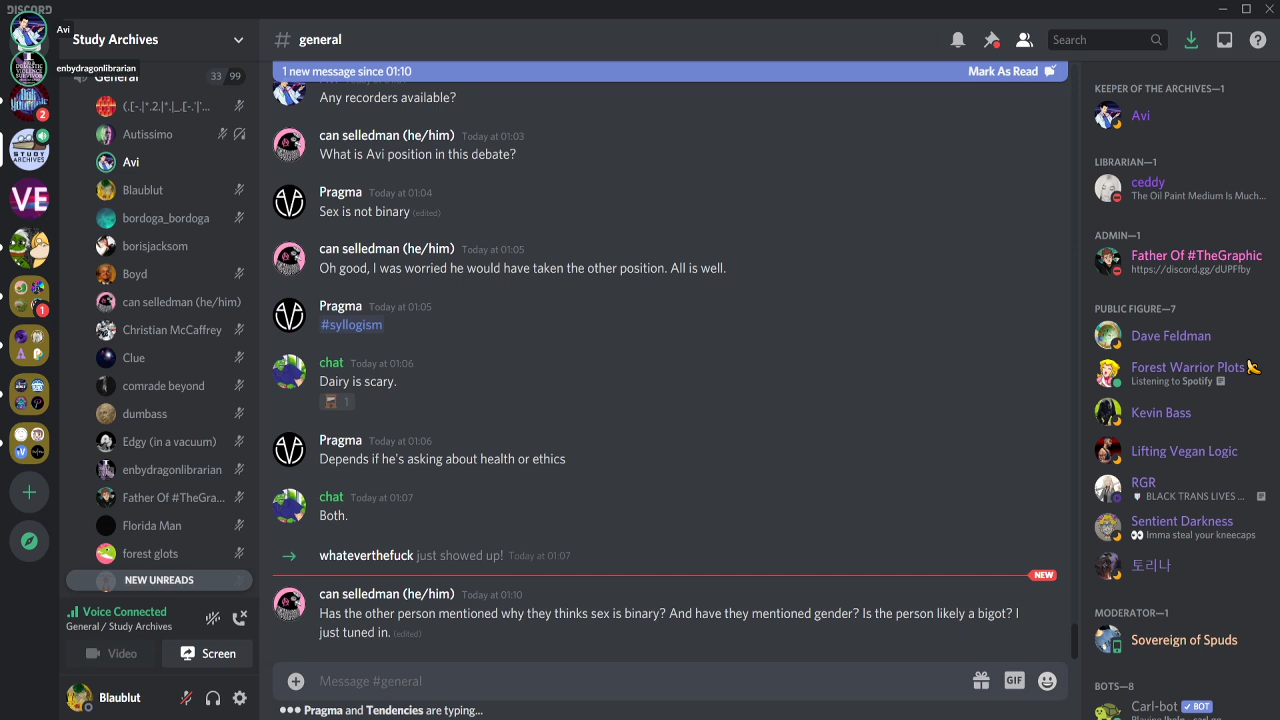 DISCORD
Avi
enbydragonlibrarian
DOMESTIC
VIOLENCE
SURVIVOR
2
STUDY
ARCHIVES
VE
1
Study Archives
General
33 99
(.[-.|*.2.|*.|_.[-.'|'...
Autissimo
Avi
Blaublut
bordoga_bordoga
borisjacksom
Boyd
can selledman (he/him)
Christian McCaffrey
Clue
comrade beyond
dumbass
Edgy (in a vacuum)
enbydragonlibrarian
Father Of #TheGra...
Florida Man
forest glots
NEW UNREADS
Voice Connected
General / Study Archives
Video
Screen
Blaublut
# general
Search
1 new message since 01:10
Mark As Read
Any recorders available?
can selledman (he/him) Today at 01:03
What is Avi position in this debate?
Pragma Today at 01:04
Sex is not binary (edited)
can selledman (he/him) Today at 01:05
Oh good, I was worried he would have taken the other position. All is well.
Pragma Today at 01:05
#syllogism
chat Today at 01:06
Dairy is scary.
1
Pragma Today at 01:06
Depends if he's asking about health or ethics
chat Today at 01:07
Both.
whateverthefuck just showed up! Today at 01:07
NEW
can selledman (he/him) Today at 01:10
Has the other person mentioned why they thinks sex is binary? And have they mentioned gender? Is the person likely a bigot? I
just tuned in. (edited)
Message #general
GIF
Pragma and Tendencies are typing...
KEEPER OF THE ARCHIVES—1
Avi
LIBRARIAN—1
ceddy
The Oil Paint Medium Is Much...
ADMIN—1
Father Of #TheGraphic
https://discord.gg/dUPFfby
PUBLIC FIGURE—7
Dave Feldman
Forest Warrior Plots
Listening to Spotify
Kevin Bass
Lifting Vegan Logic
RGR
BLACK TRANS LIVES ...
Sentient Darkness
Imma steal your kneecaps
토리나
MODERATOR—1
Sovereign of Spuds
BOTS—8
Carl-bot BOT